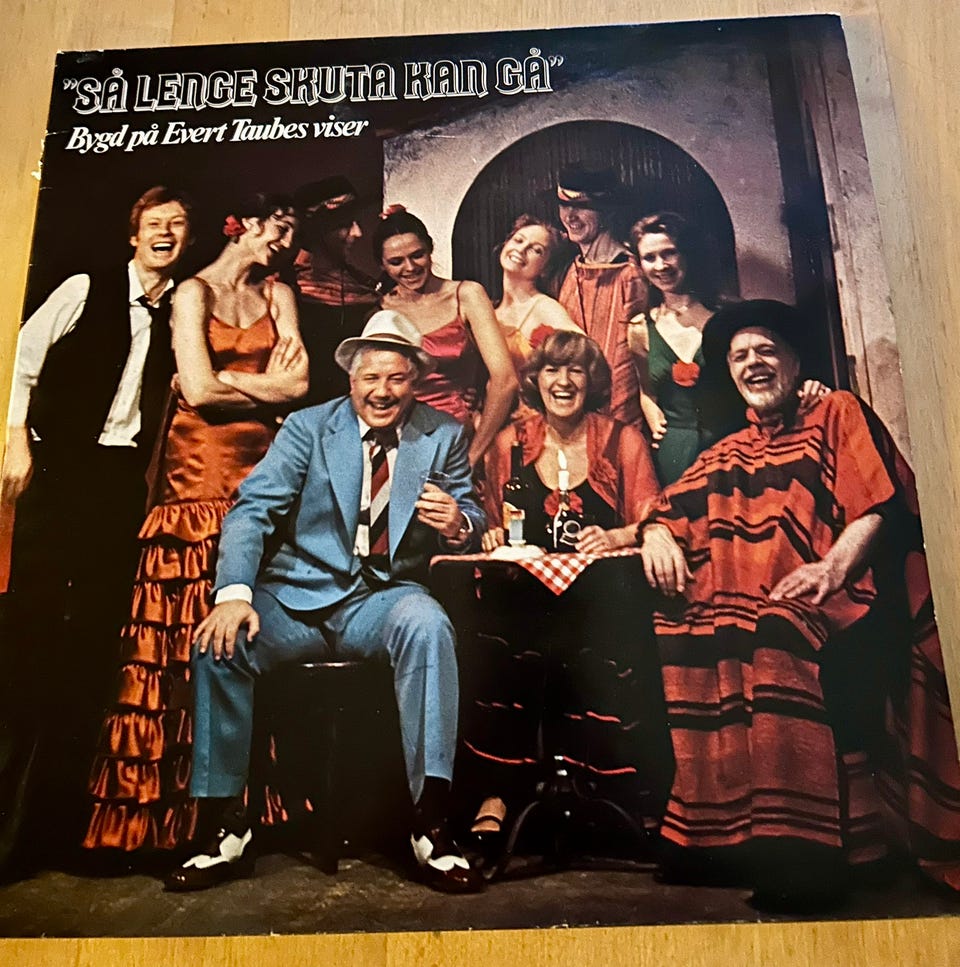 "SÅ LENGE SKUTA KAN GÅ"
Bygd på Evert Taubes viser